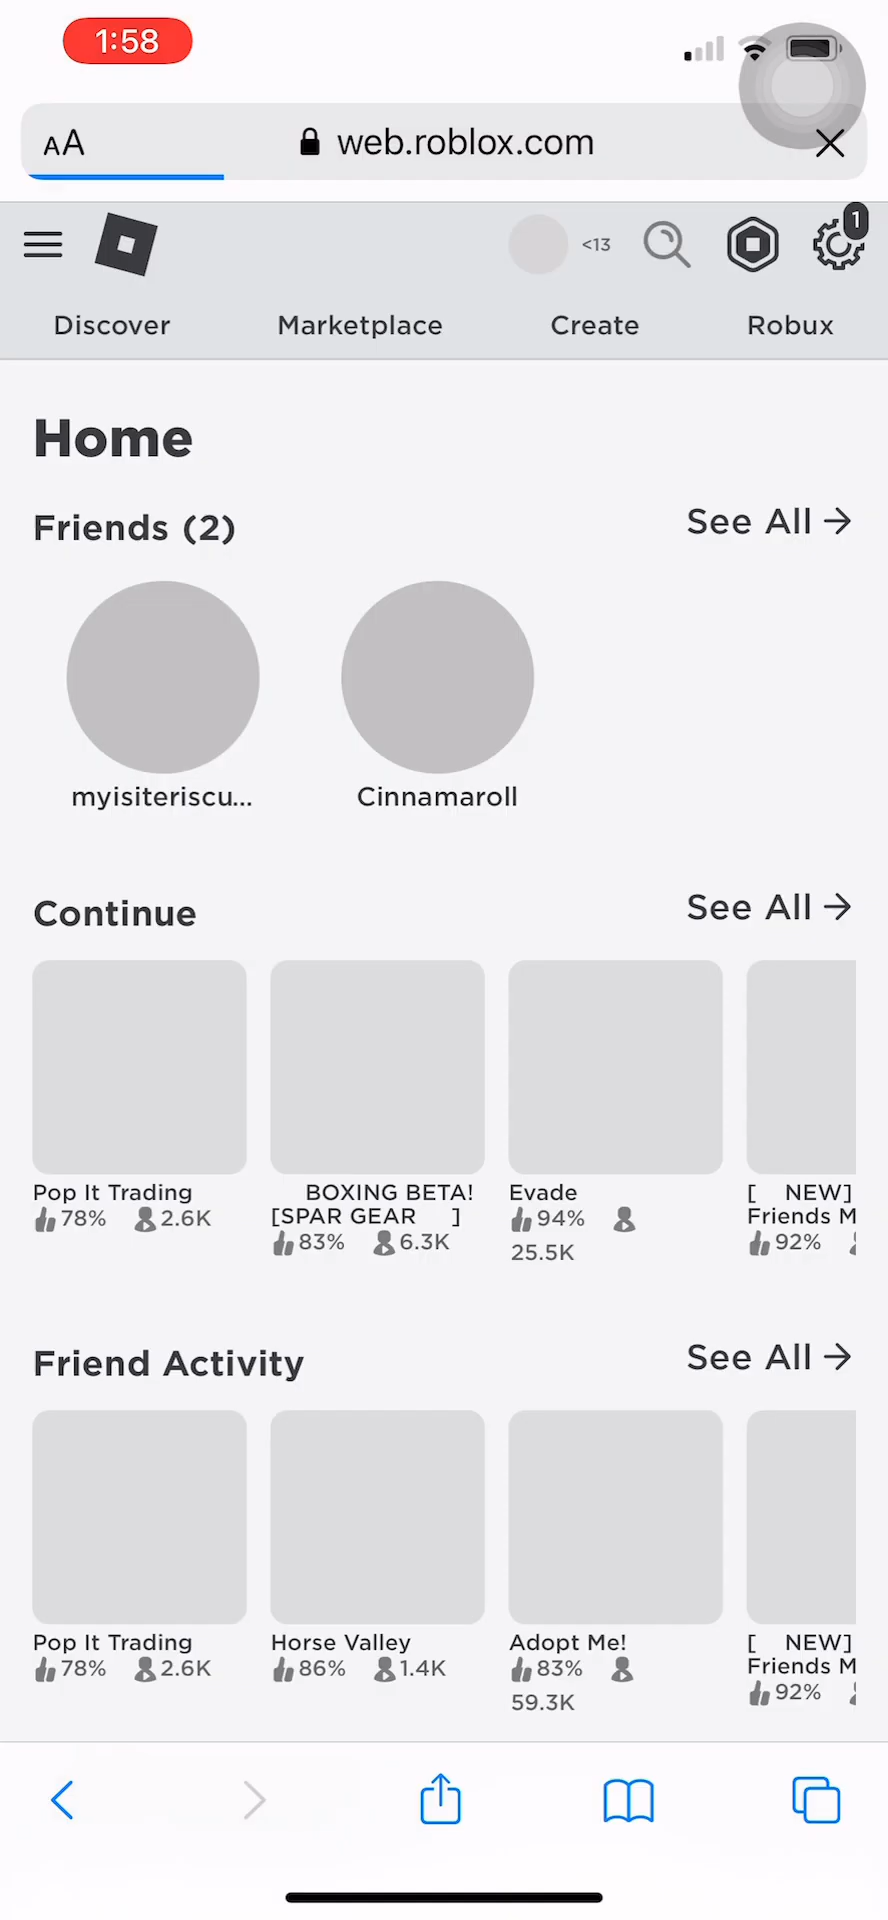 1:58
AA web.roblox.com
<13 1
Discover Marketplace Create Robux
Home
Friends (2) See All →
myisiteriscu... Cinnamaroll
Continue See All →
Pop It Trading
78% 2.6K
BOXING BETA!
[SPAR GEAR ]
83% 6.3K
Evade
94%
25.5K
[ NEW]
Friends M
92%
Friend Activity See All →
Pop It Trading
78% 2.6K
Horse Valley
86% 1.4K
Adopt Me!
83%
59.3K
[ NEW]
Friends M
92%